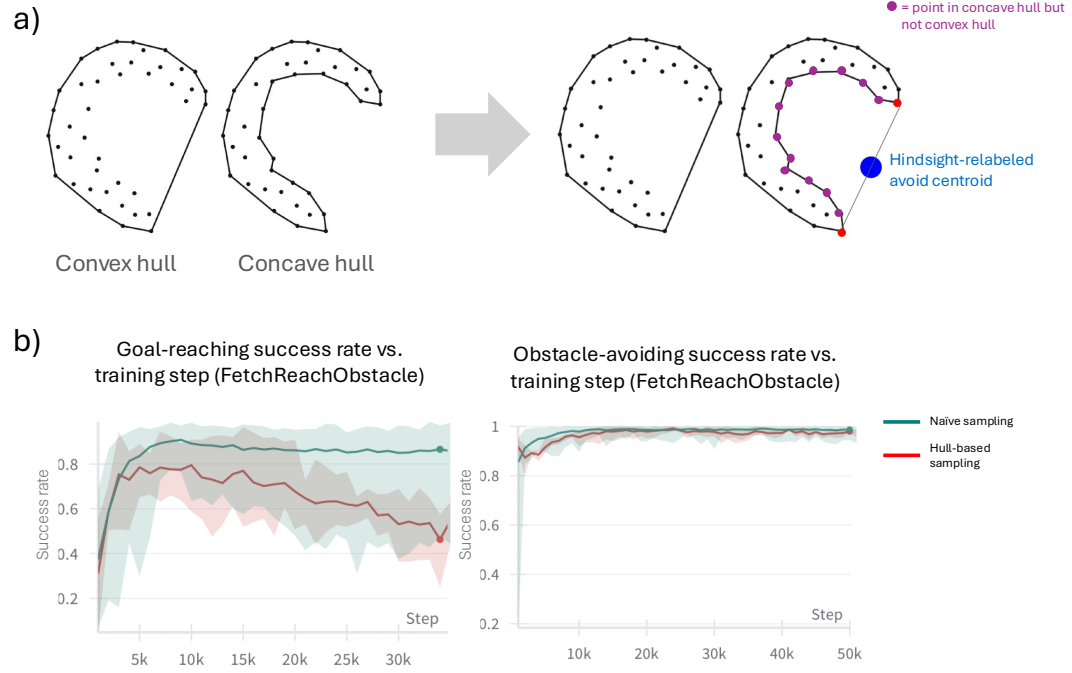 a)
= point in concave hull but
not convex hull
Hindsight-relabeled
avoid centroid
Convex hull
Concave hull
b)
Goal-reaching success rate vs.
training step (FetchReachObstacle)
Obstacle-avoiding success rate vs.
training step (FetchReachObstacle)
Success rate
0.8
0.6
0.4
0.2
Step
5k
10k
15k
20k
25k
30k
Success rate
1
0.8
0.6
0.4
0.2
Step
10k
20k
30k
40k
50k
Naïve sampling
Hull-based
sampling